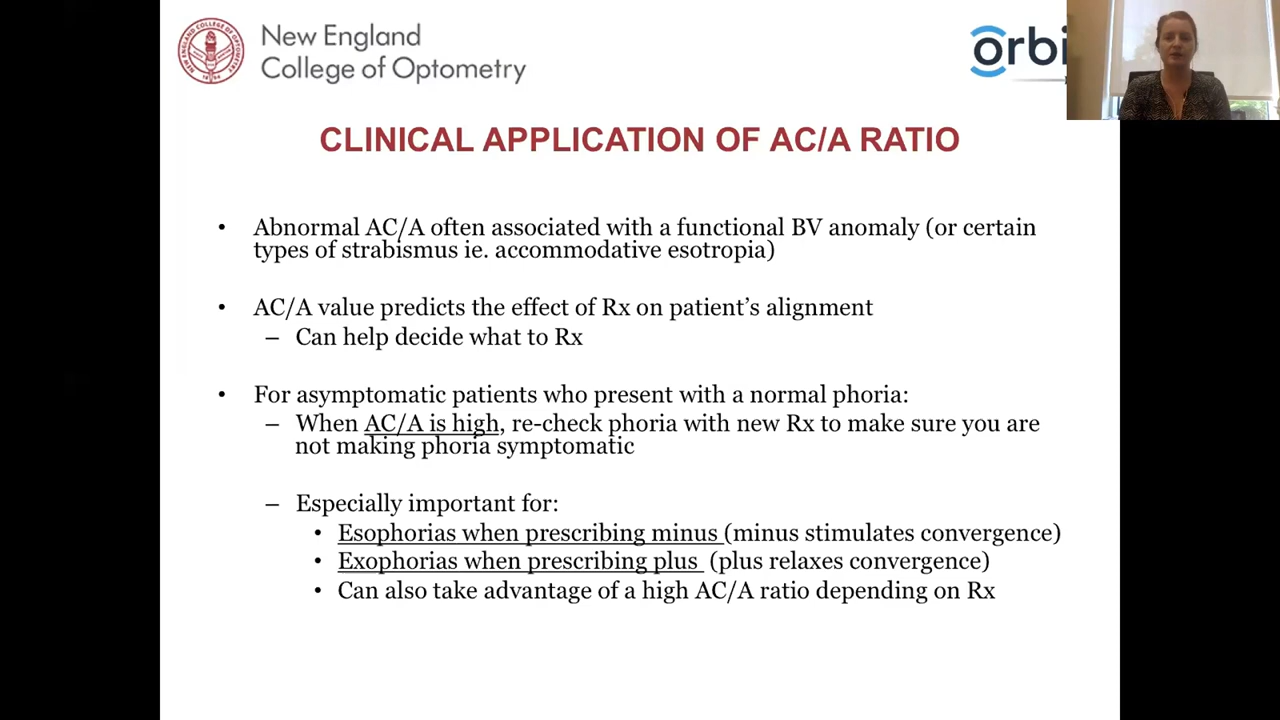 New England
College of Optometry
orbi
CLINICAL APPLICATION OF AC/A RATIO
• Abnormal AC/A often associated with a functional BV anomaly (or certain
types of strabismus ie. accommodative esotropia)
• AC/A value predicts the effect of Rx on patient’s alignment
– Can help decide what to Rx
• For asymptomatic patients who present with a normal phoria:
– When AC/A is high, re-check phoria with new Rx to make sure you are
not making phoria symptomatic
– Especially important for:
• Esophorias when prescribing minus (minus stimulates convergence)
• Exophorias when prescribing plus (plus relaxes convergence)
• Can also take advantage of a high AC/A ratio depending on Rx